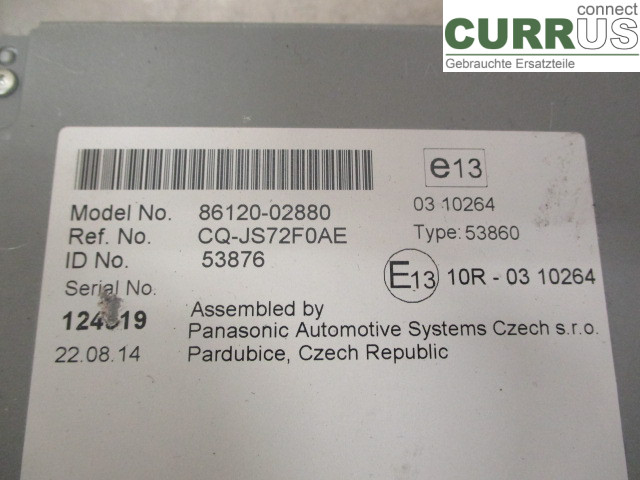 connect
CURRUS
Gebrauchte Ersatzteile
e13
Model No. 86120-02880
03 10264
Ref. No. CQ-JS72F0AE
Type: 53860
ID No. 53876
E13 10R - 03 10264
Serial No.
Assembled by
Panasonic Automotive Systems Czech s.r.o.
22.08.14 Pardubice, Czech Republic